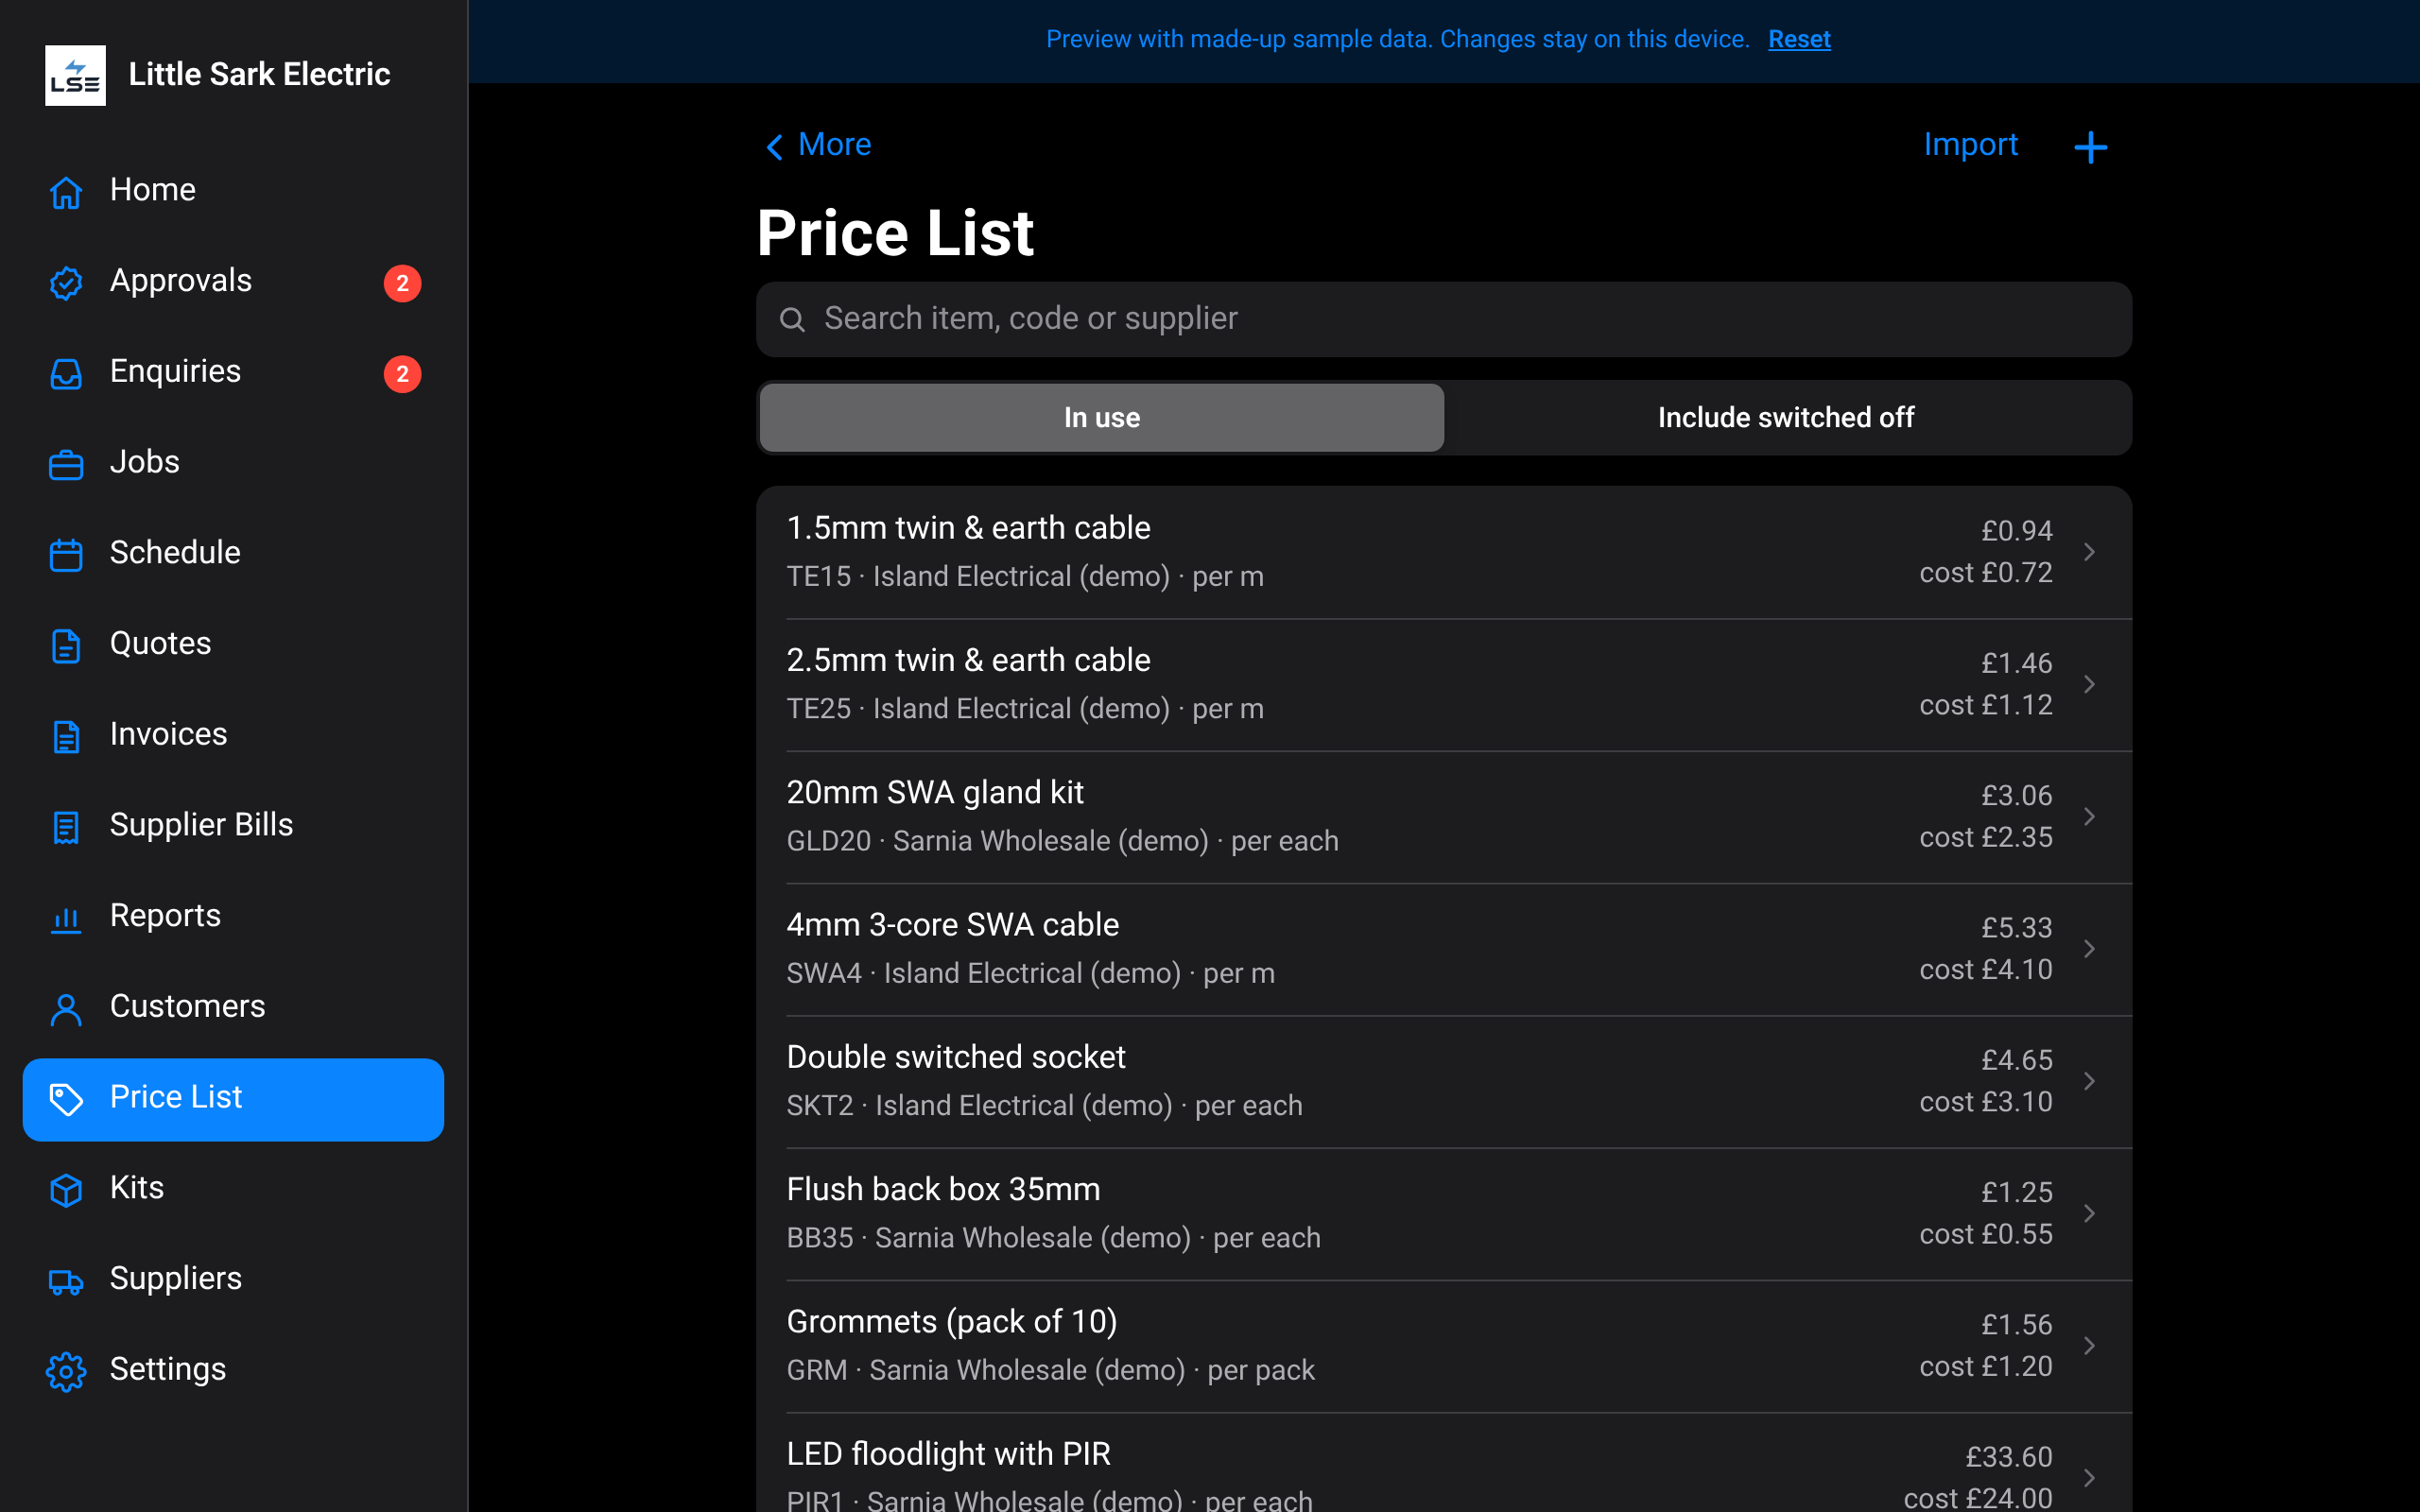 LSE
Little Sark Electric
Home
Approvals 2
Enquiries 2
Jobs
Schedule
Quotes
Invoices
Supplier Bills
Reports
Customers
Price List
Kits
Suppliers
Settings
Preview with made-up sample data. Changes stay on this device. Reset
More
Import
Price List
Search item, code or supplier
In use
Include switched off
1.5mm twin & earth cable
£0.94
TE15 · Island Electrical (demo) · per m
cost £0.72
2.5mm twin & earth cable
£1.46
TE25 · Island Electrical (demo) · per m
cost £1.12
20mm SWA gland kit
£3.06
GLD20 · Sarnia Wholesale (demo) · per each
cost £2.35
4mm 3-core SWA cable
£5.33
SWA4 · Island Electrical (demo) · per m
cost £4.10
Double switched socket
£4.65
SKT2 · Island Electrical (demo) · per each
cost £3.10
Flush back box 35mm
£1.25
BB35 · Sarnia Wholesale (demo) · per each
cost £0.55
Grommets (pack of 10)
£1.56
GRM · Sarnia Wholesale (demo) · per pack
cost £1.20
LED floodlight with PIR
£33.60
PIR1 · Sarnia Wholesale (demo) · per each
cost £24.00